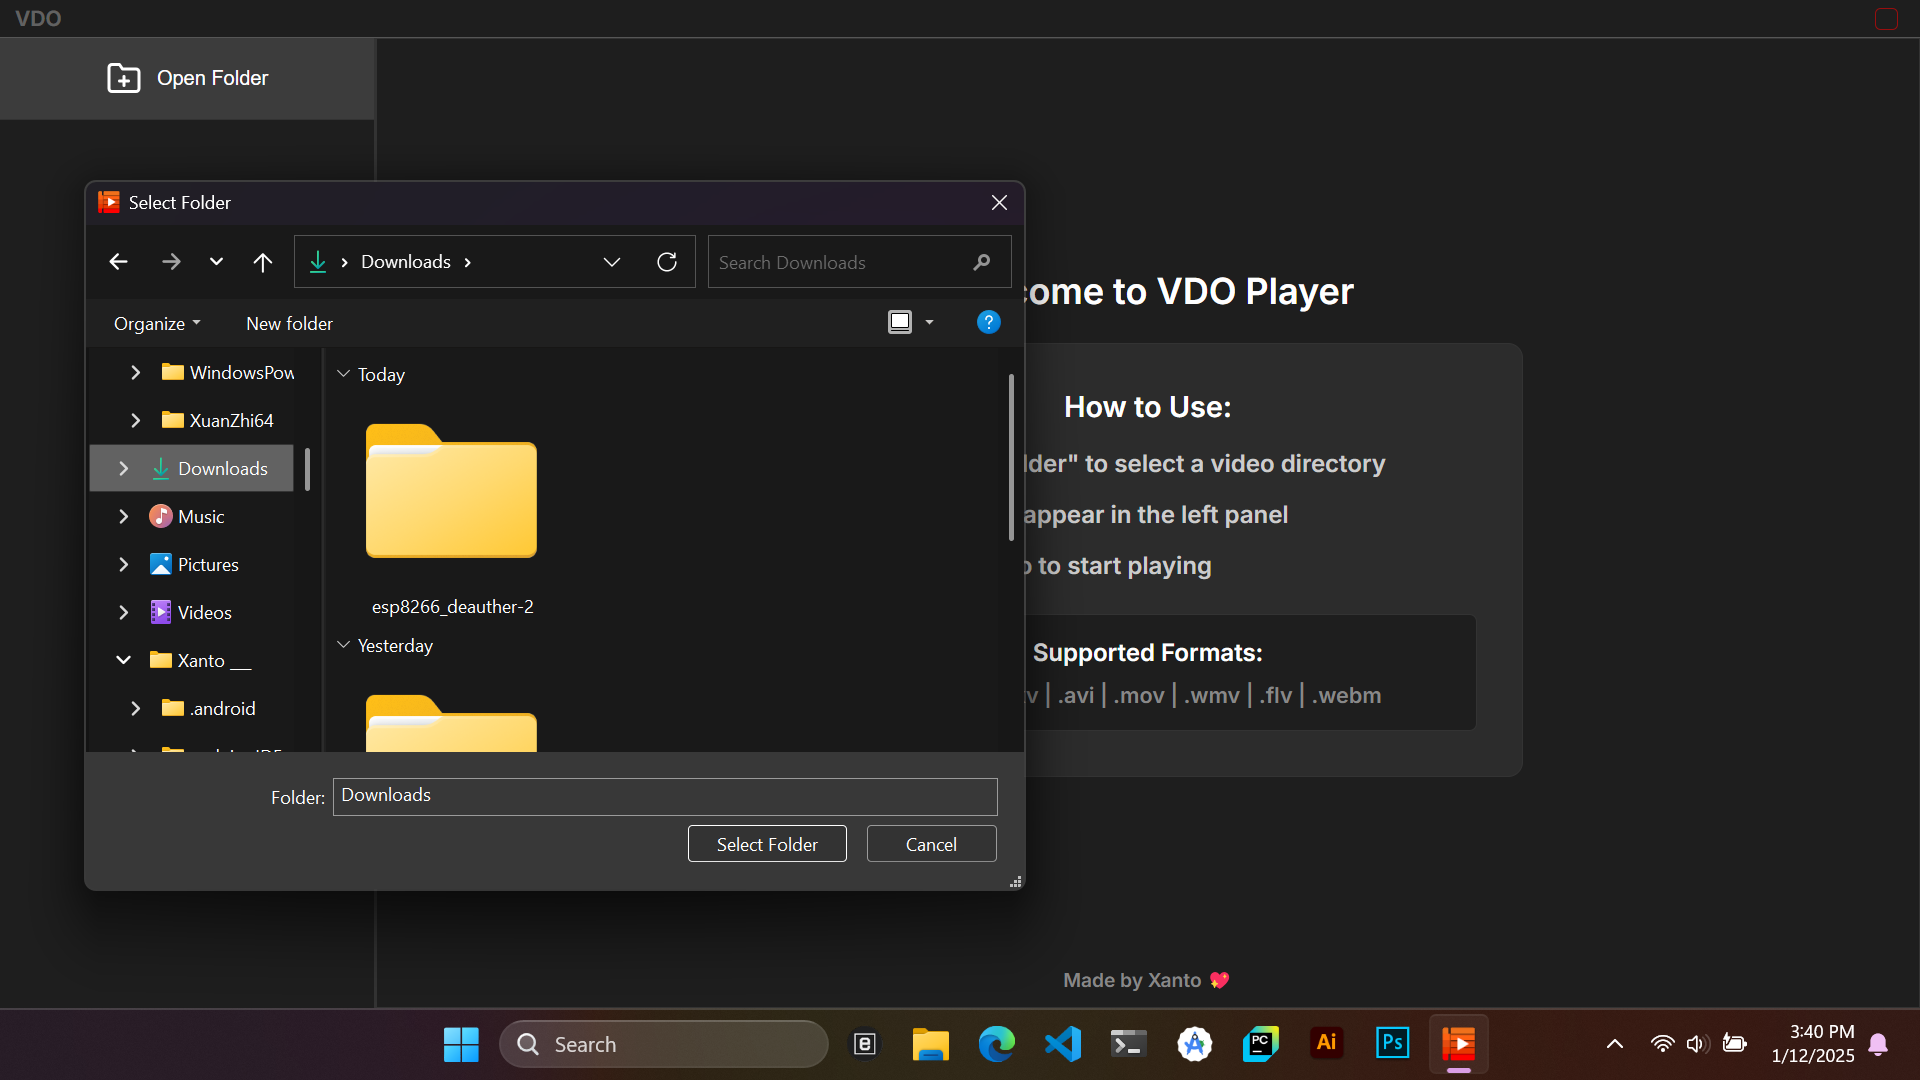 VDO
Open Folder
Select Folder
Downloads
Search Downloads
Organize
New folder
WindowsPow
XuanZhi64
Downloads
Music
Pictures
Videos
Xanto __
.android
Today
esp8266_deauther-2
Yesterday
Folder:
Downloads
Select Folder
Cancel
come to VDO Player
How to Use:
lder" to select a video directory
appear in the left panel
to start playing
Supported Formats:
v | .avi | .mov | .wmv | .flv | .webm
Made by Xanto 💖
Search
PC
Ai
Ps
3:40 PM
1/12/2025